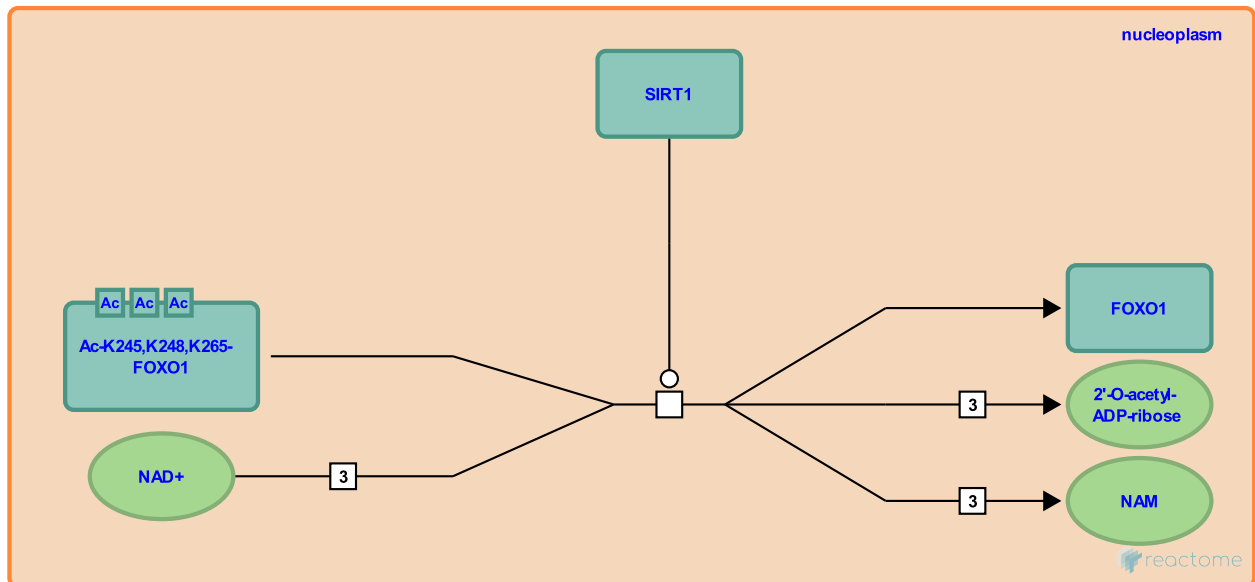 nucleoplasm
SIRT1
Ac Ac Ac
Ac-K245,K248,K265-
FOXO1
NAD+
3
FOXO1
3
2'-O-acetyl-
ADP-ribose
3
NAM
reactome